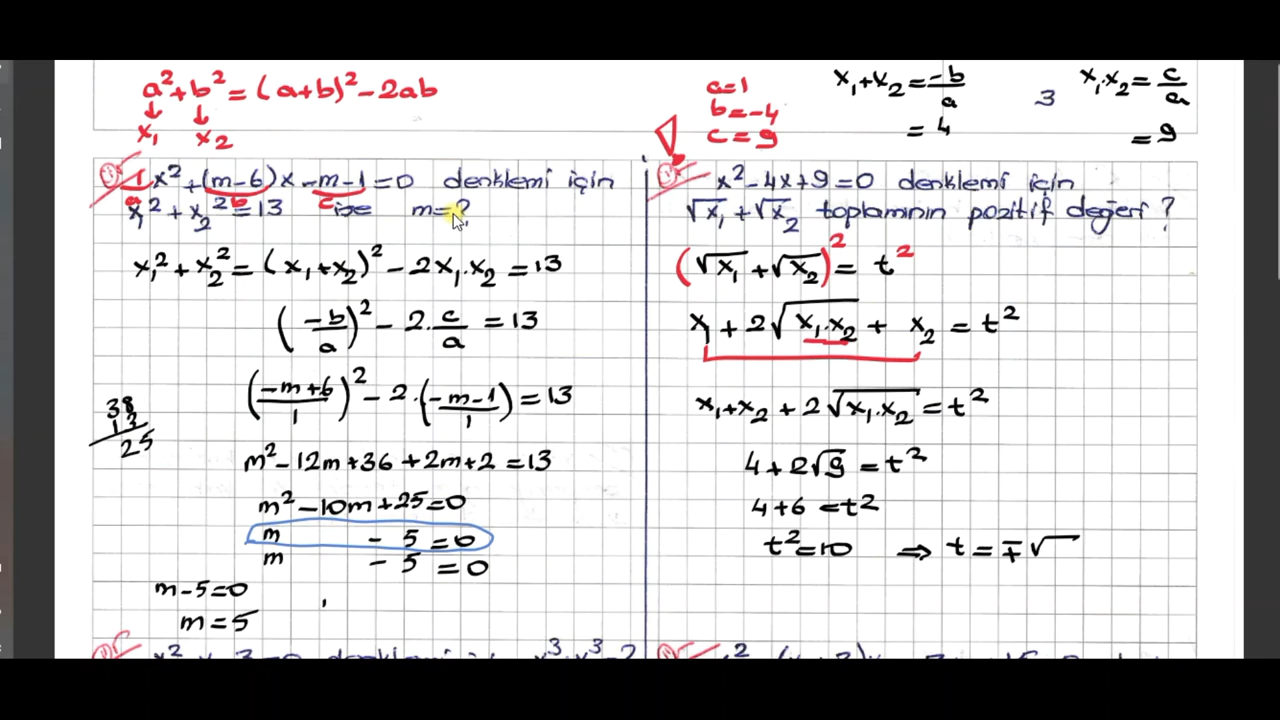 a²+b² = (a+b)² - 2ab
x₁ x₂
1x² + (m-6)x - m-1 = 0 denklemi için
a b c
x₁² + x₂² = 13 ise m=?
x₁² + x₂² = (x₁+x₂)² - 2x₁.x₂ = 13
(-b/a)² - 2.c/a = 13
(-m+6/1)² - 2.(-m-1/1) = 13
38
13
25
m² - 12m + 36 + 2m + 2 = 13
m² - 10m + 25 = 0
m - 5 = 0
m - 5 = 0
m-5=0
m=5
a=1
b=-4
c=9
x₁+x₂ = -b/a
= 4
3
x₁.x₂ = c/a
= 9
x² - 4x + 9 = 0 denklemi için
√x₁ + √x₂ toplamının pozitif değeri ?
(√x₁ + √x₂)² = t²
x₁ + 2√x₁.x₂ + x₂ = t²
x₁+x₂ + 2√x₁.x₂ = t²
4 + 2√9 = t²
4+6 = t²
t²=10 ⇒ t = ∓√